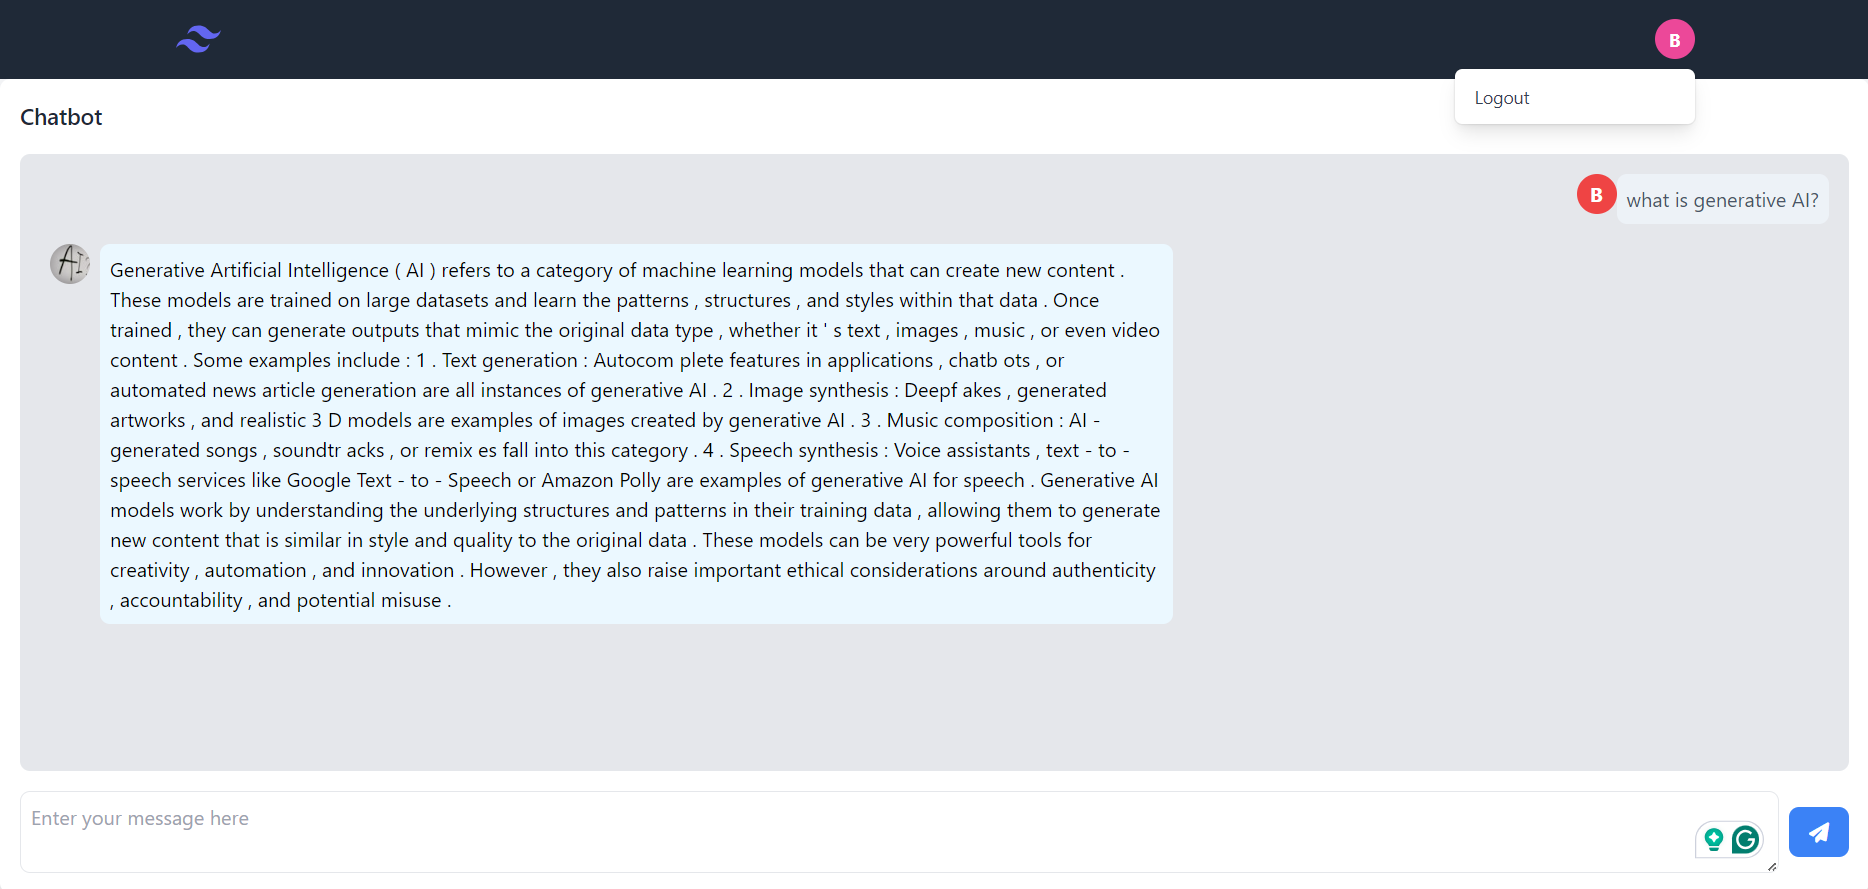 B
Logout
Chatbot
B
what is generative AI?
AI
Generative Artificial Intelligence ( AI ) refers to a category of machine learning models that can create new content .
These models are trained on large datasets and learn the patterns , structures , and styles within that data . Once
trained , they can generate outputs that mimic the original data type , whether it ' s text , images , music , or even video
content . Some examples include : 1 . Text generation : Autocom plete features in applications , chatb ots , or
automated news article generation are all instances of generative AI . 2 . Image synthesis : Deepf akes , generated
artworks , and realistic 3 D models are examples of images created by generative AI . 3 . Music composition : AI -
generated songs , soundtr acks , or remix es fall into this category . 4 . Speech synthesis : Voice assistants , text - to -
speech services like Google Text - to - Speech or Amazon Polly are examples of generative AI for speech . Generative AI
models work by understanding the underlying structures and patterns in their training data , allowing them to generate
new content that is similar in style and quality to the original data . These models can be very powerful tools for
creativity , automation , and innovation . However , they also raise important ethical considerations around authenticity
, accountability , and potential misuse .
Enter your message here